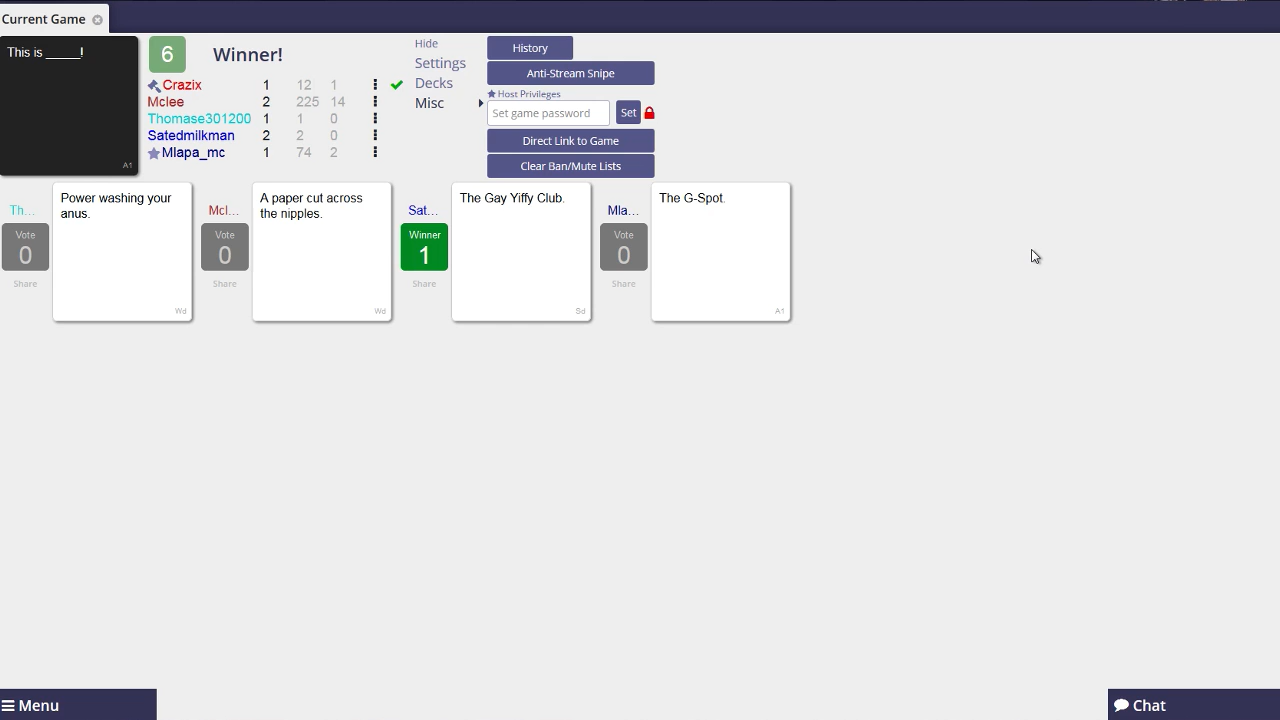 Current Game
This is _____!
A1
6
Winner!
Crazix 1 12 1
Mclee 2 225 14
Thomase301200 1 1 0
Satedmilkman 2 2 0
Mlapa_mc 1 74 2
Hide
Settings
Decks
Misc
History
Anti-Stream Snipe
Host Privileges
Set game password
Set
Direct Link to Game
Clear Ban/Mute Lists
Th...
Vote
0
Share
Power washing your
anus.
Wd
Mcl...
Vote
0
Share
A paper cut across
the nipples.
Wd
Sat...
Winner
1
Share
The Gay Yiffy Club.
Sd
Mla...
Vote
0
Share
The G-Spot.
A1
Menu
Chat